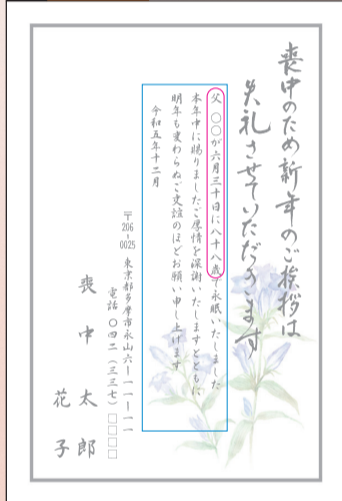 喪中のため新年のご挨拶は
失礼させていただきます
父 〇〇が六月三十日に八十八歳で永眠いたしました
本年中に賜りましたご厚情を深謝いたしますとともに
明年も変わらぬご交誼のほどお願い申し上げます
令和五年十二月
〒206-0025 東京都多摩市永山六ー一一ー一一
電話 〇四二(三三七)□□□□
喪中 太郎
花子